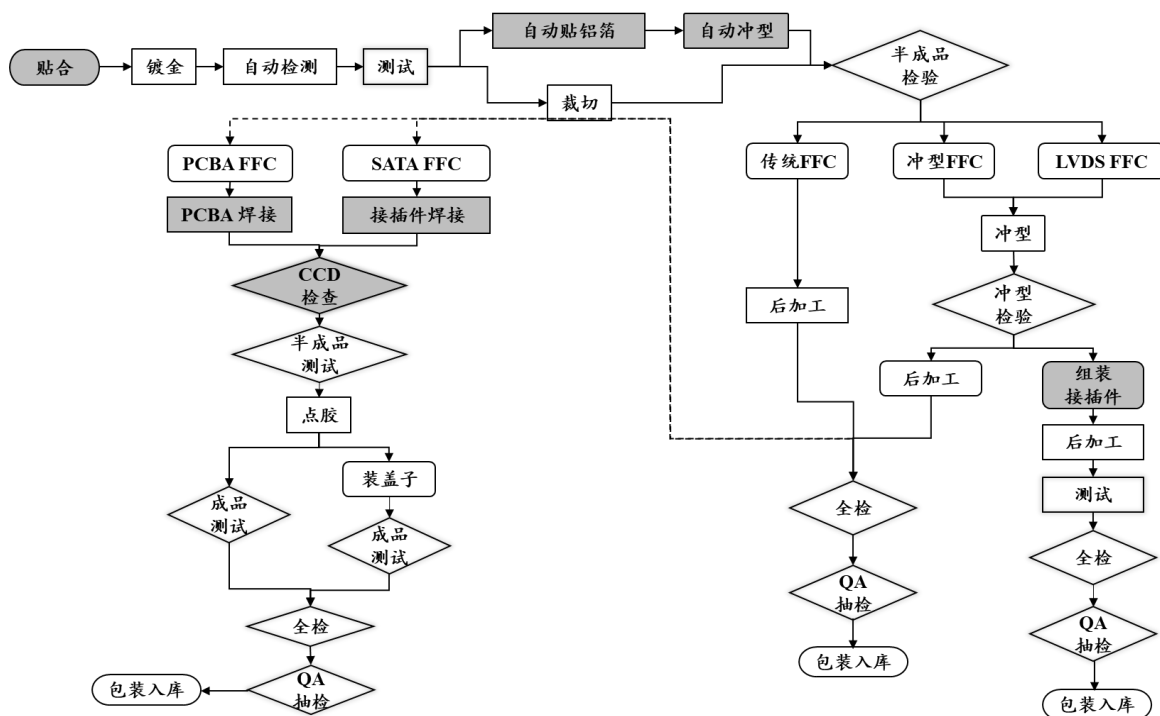 自动贴铝箔
自动冲型
贴合
镀金
自动检测
测试
半成品
检验
裁切
PCBA FFC
SATA FFC
传统FFC
冲型FFC
LVDS FFC
PCBA 焊接
接插件焊接
冲型
CCD
检查
后加工
冲型
检验
半成品
测试
后加工
组装
接插件
点胶
后加工
装盖子
测试
成品
测试
全检
成品
测试
全检
QA
抽检
全检
QA
抽检
包装入库
QA
抽检
包装入库
包装入库